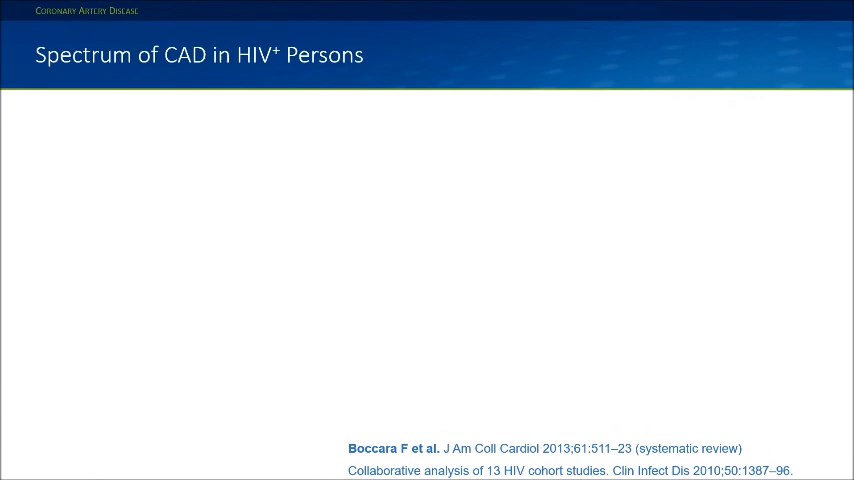 Coronary Artery Disease
Spectrum of CAD in HIV⁺ Persons
Boccara F et al. J Am Coll Cardiol 2013;61:511–23 (systematic review)
Collaborative analysis of 13 HIV cohort studies. Clin Infect Dis 2010;50:1387–96.